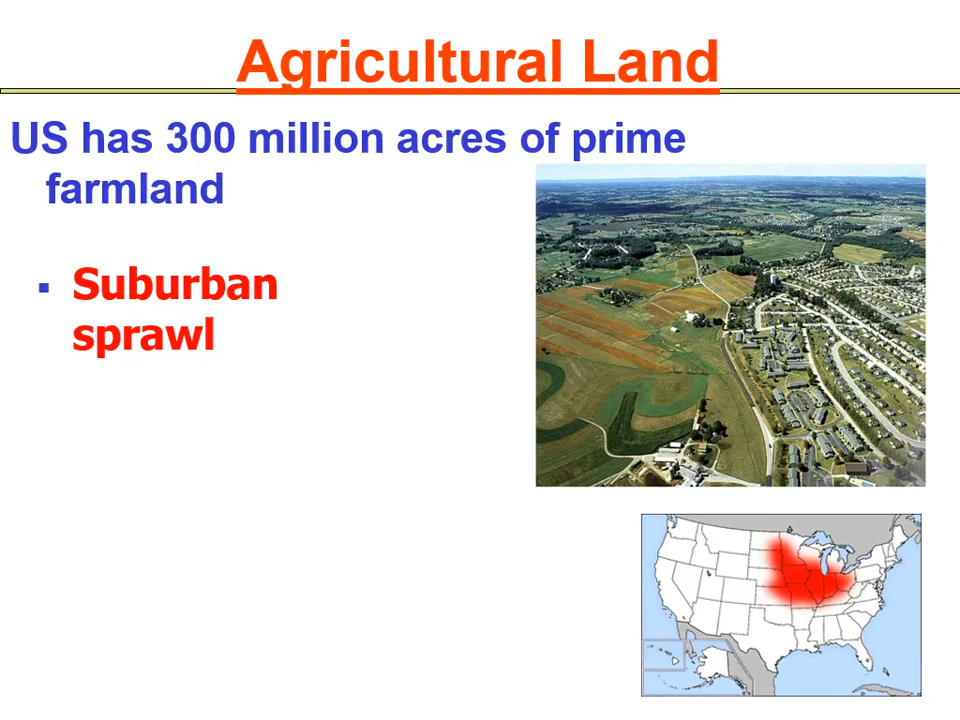 Agricultural Land
US has 300 million acres of prime
farmland
▪ Suburban
sprawl